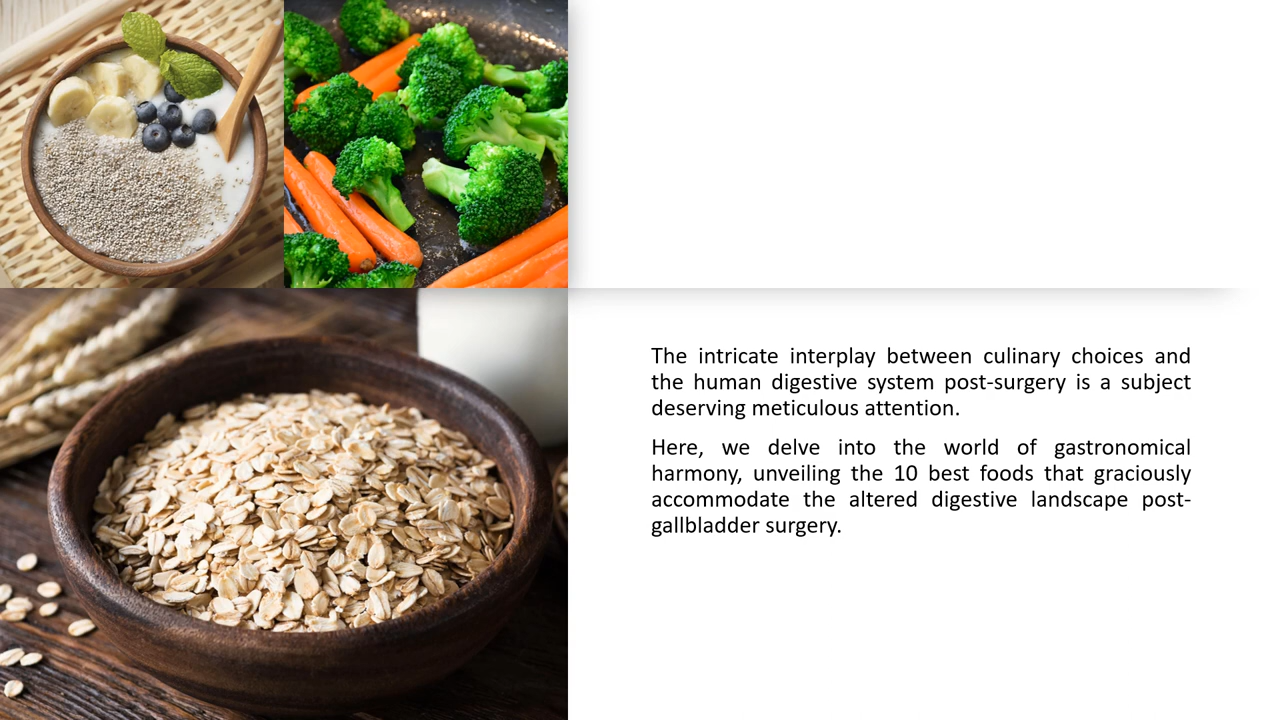 The intricate interplay between culinary choices and
the human digestive system post-surgery is a subject
deserving meticulous attention.
Here, we delve into the world of gastronomical
harmony, unveiling the 10 best foods that graciously
accommodate the altered digestive landscape post-
gallbladder surgery.